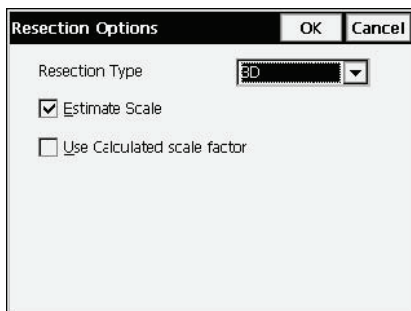 Resection Options OK Cancel
Resection Type 3D
Estimate Scale
Use Calculated scale factor